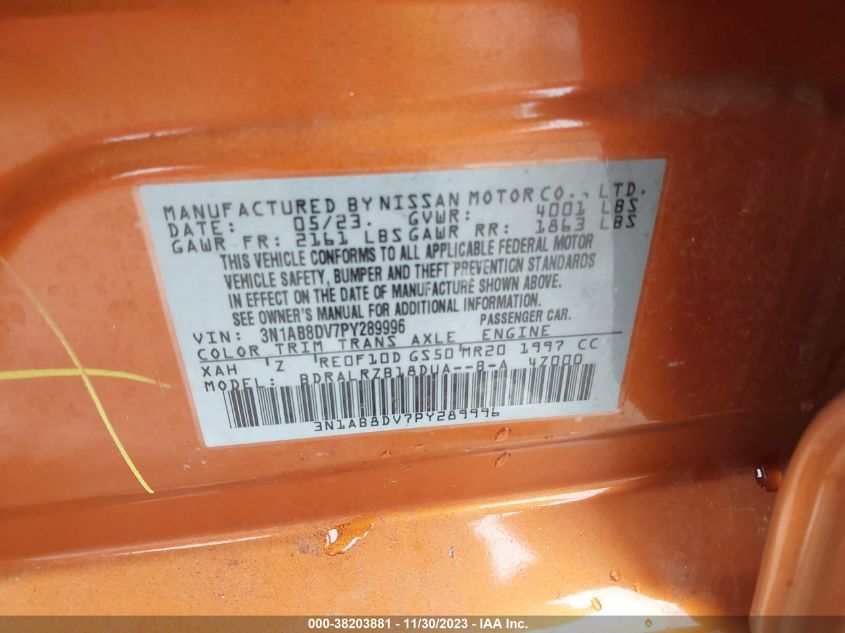 MANUFACTURED BY NISSAN MOTOR CO., LTD.
DATE: 05/23. GVWR: 4001 LBS
GAWR FR: 2161 LBS GAWR RR: 1863 LBS
THIS VEHICLE CONFORMS TO ALL APPLICABLE FEDERAL MOTOR
VEHICLE SAFETY, BUMPER AND THEFT PREVENTION STANDARDS
IN EFFECT ON THE DATE OF MANUFACTURE SHOWN ABOVE.
SEE OWNER'S MANUAL FOR ADDITIONAL INFORMATION.
VIN: 3N1AB8DV7PY289996 PASSENGER CAR.
COLOR TRIM TRANS AXLE ENGINE
XAH Z RE0F10D GS50 MR20 1997 CC
MODEL: BDRALRZB18DUA--B-A 4Z000
3N1AB8DV7PY289996
000-38203881 - 11/30/2023 - IAA Inc.